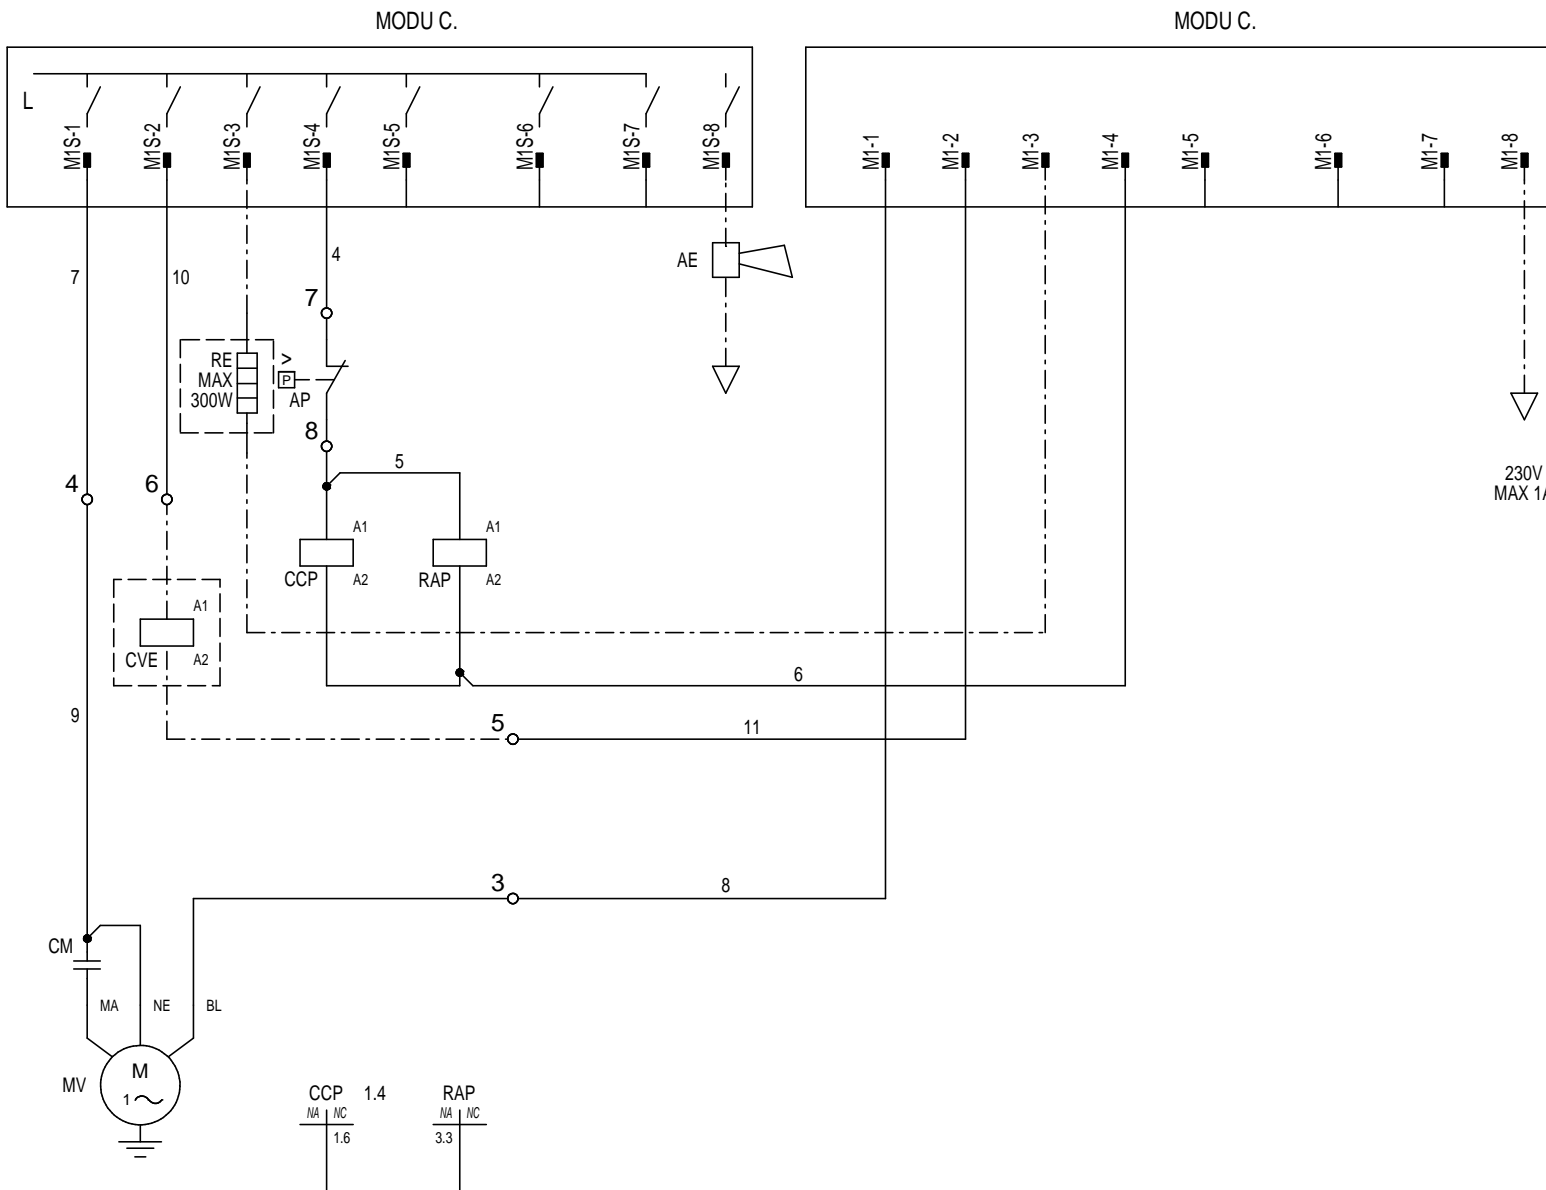 MODU C.
MODU C.
L
M1S-1
M1S-2
M1S-3
M1S-4
M1S-5
M1S-6
M1S-7
M1S-8
M1-1
M1-2
M1-3
M1-4
M1-5
M1-6
M1-7
M1-8
7
10
4
AE
7
RE
MAX
300W
>
P
AP
8
5
4
6
230V
MAX 1A
A1
A1
CCP
A2
RAP
A2
A1
CVE
A2
6
9
5
11
3
8
CM
MA
NE
BL
MV
M
1
CCP 1.4
NA NC
1.6
RAP
NA NC
3.3